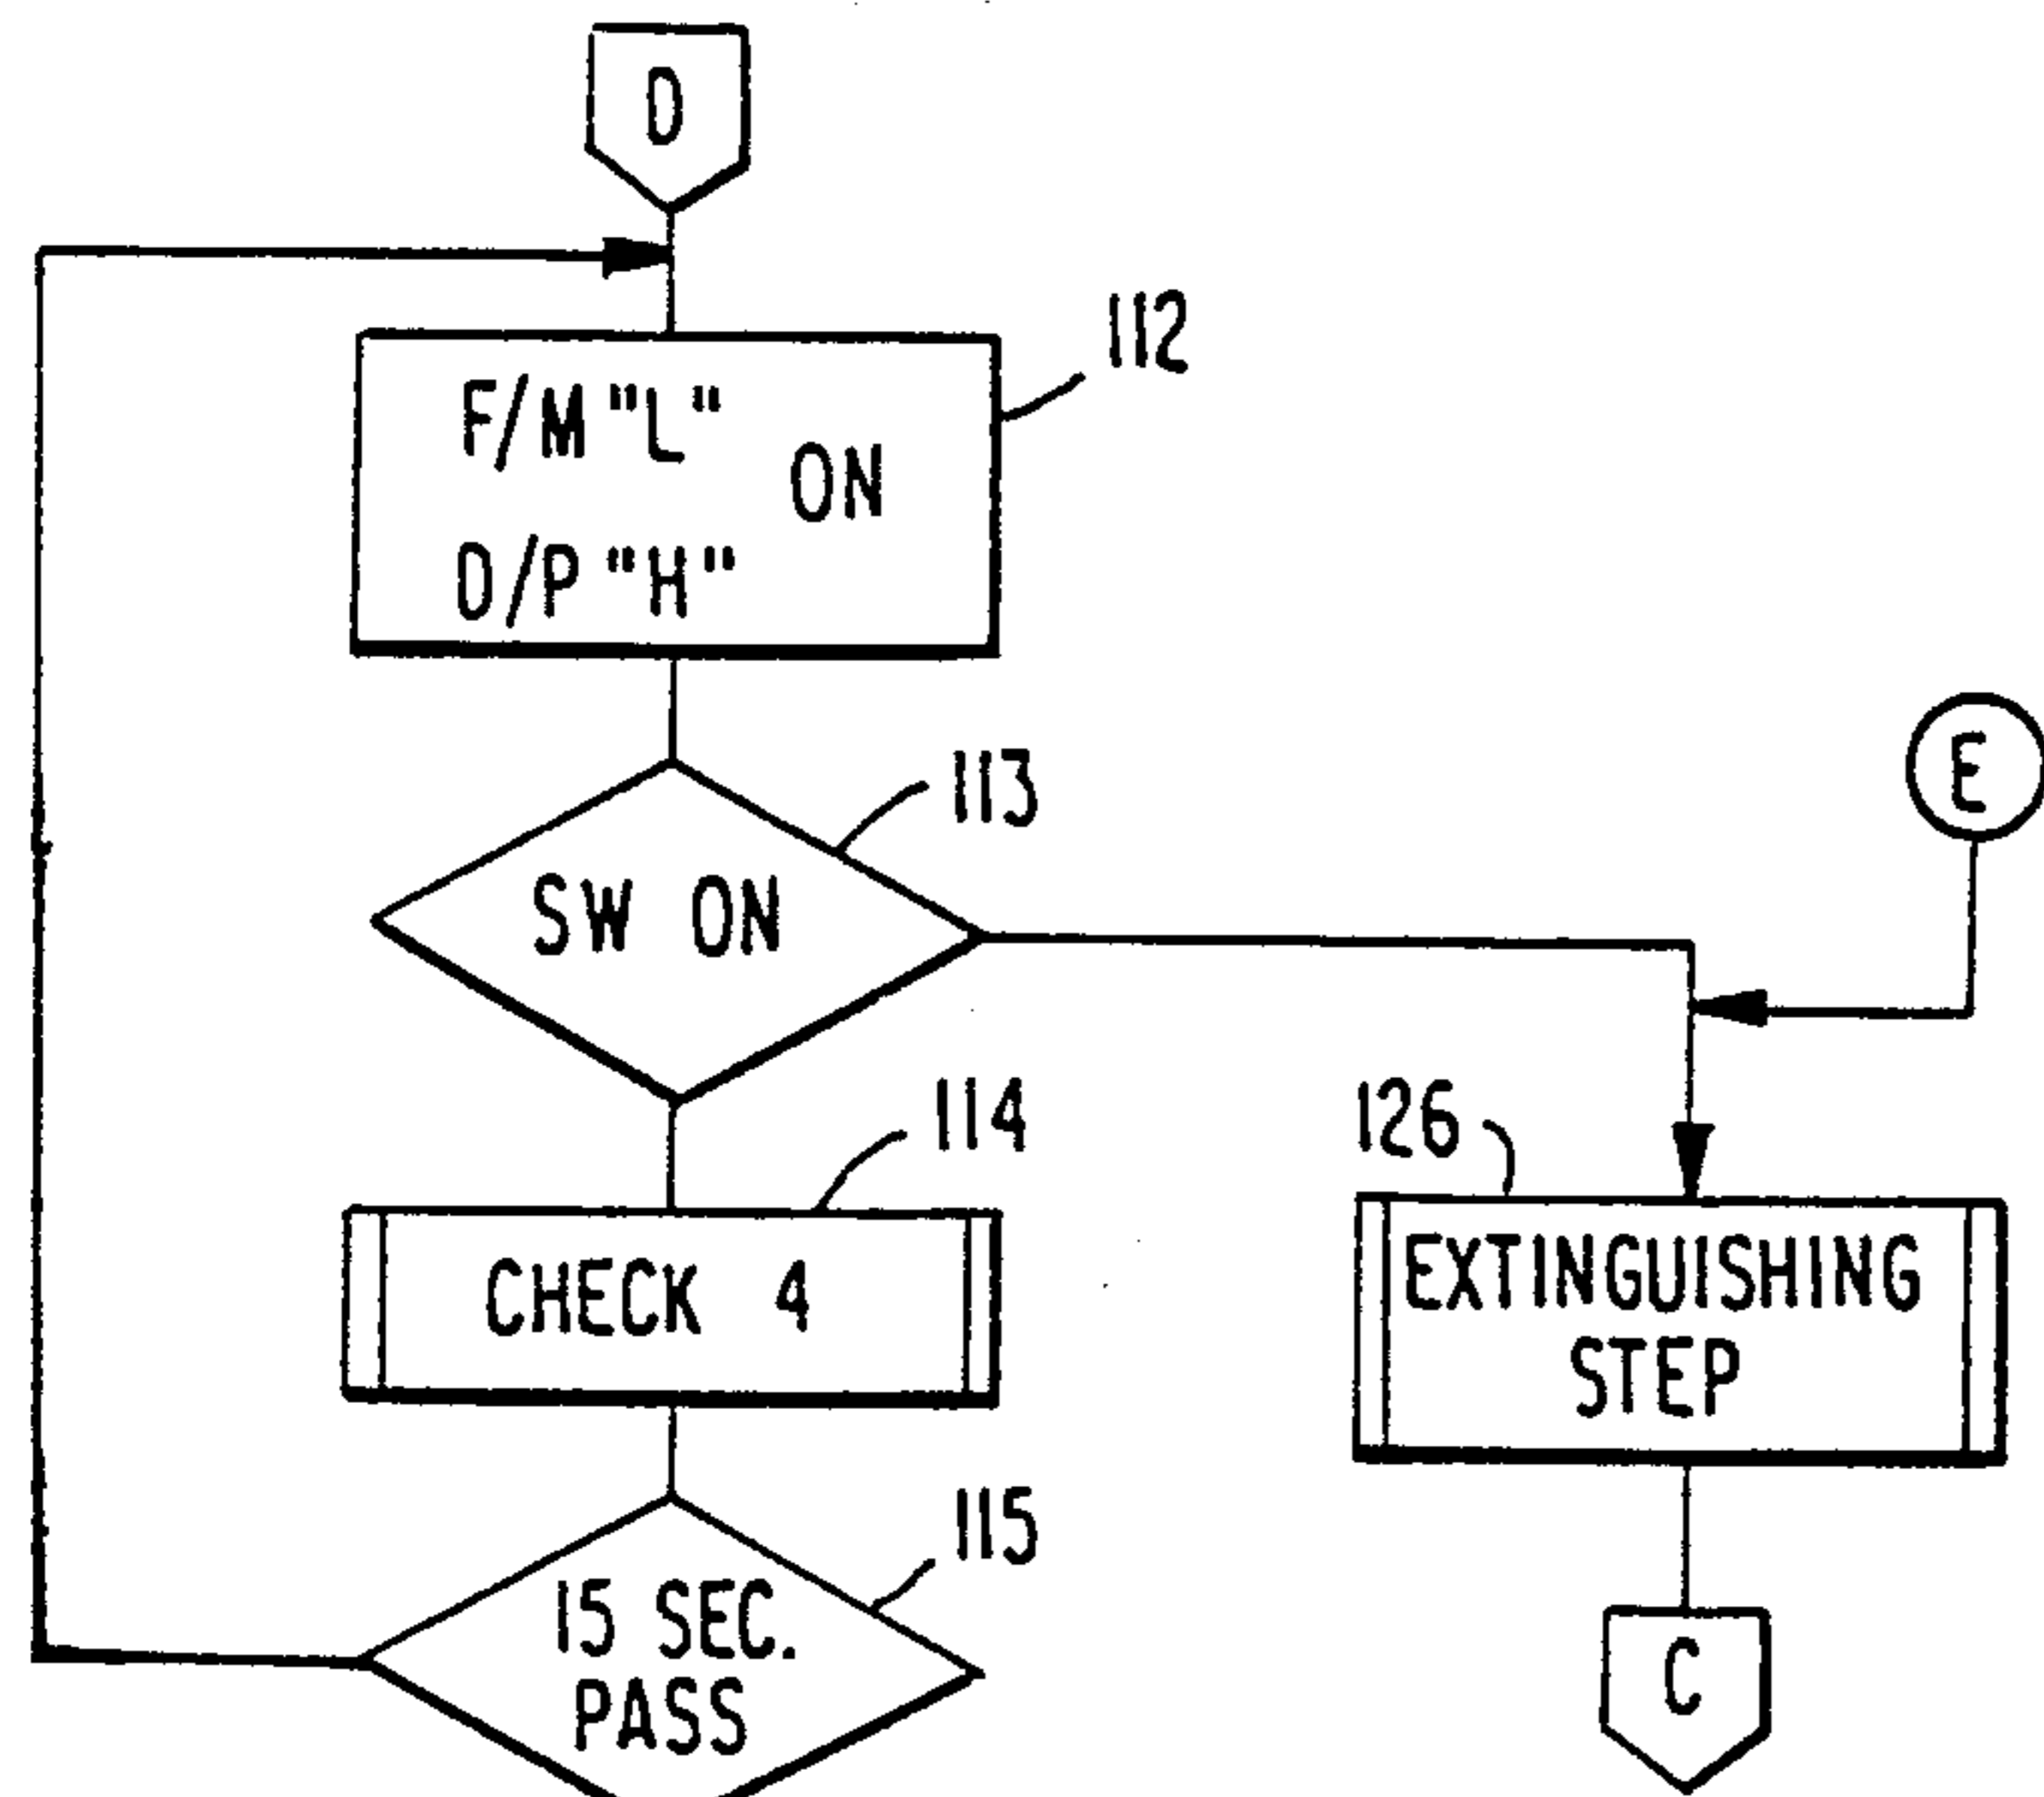 D
112
F/M "L"
ON
O/P "H"
113
E
SW ON
114
126
CHECK 4
EXTINGUISHING
STEP
115
15 SEC.
PASS
C